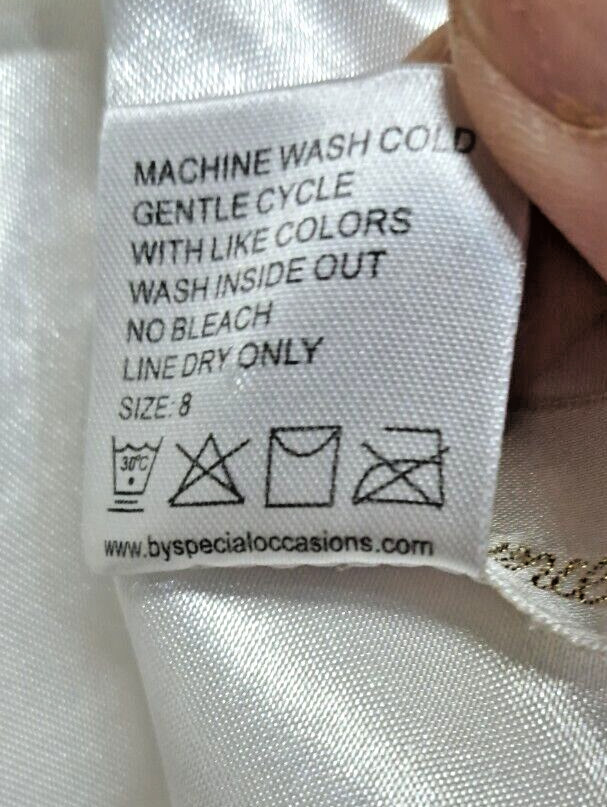 MACHINE WASH COLD
GENTLE CYCLE
WITH LIKE COLORS
WASH INSIDE OUT
NO BLEACH
LINE DRY ONLY
SIZE: 8
30°C
www.byspecialoccasions.com